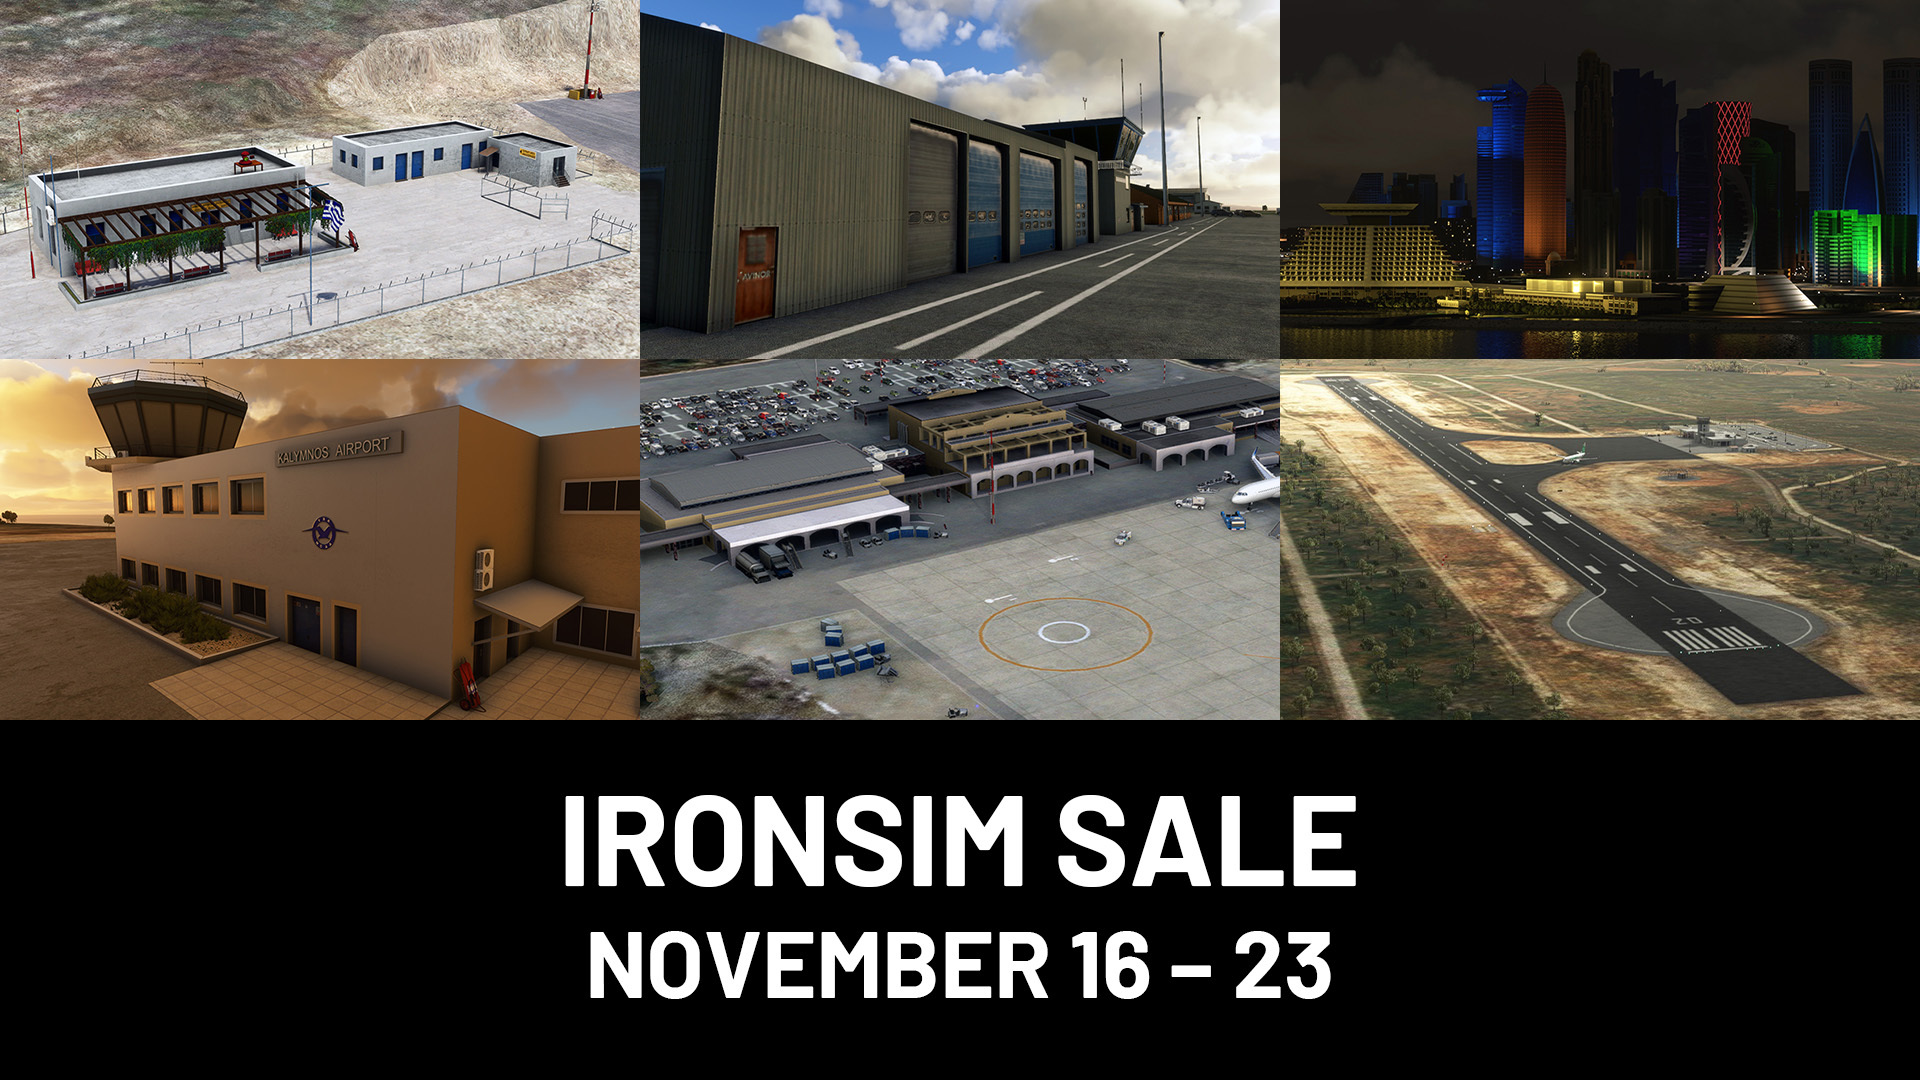 AVINOR
KALYMNOS AIRPORT
02
IRONSIM SALE
NOVEMBER 16 – 23